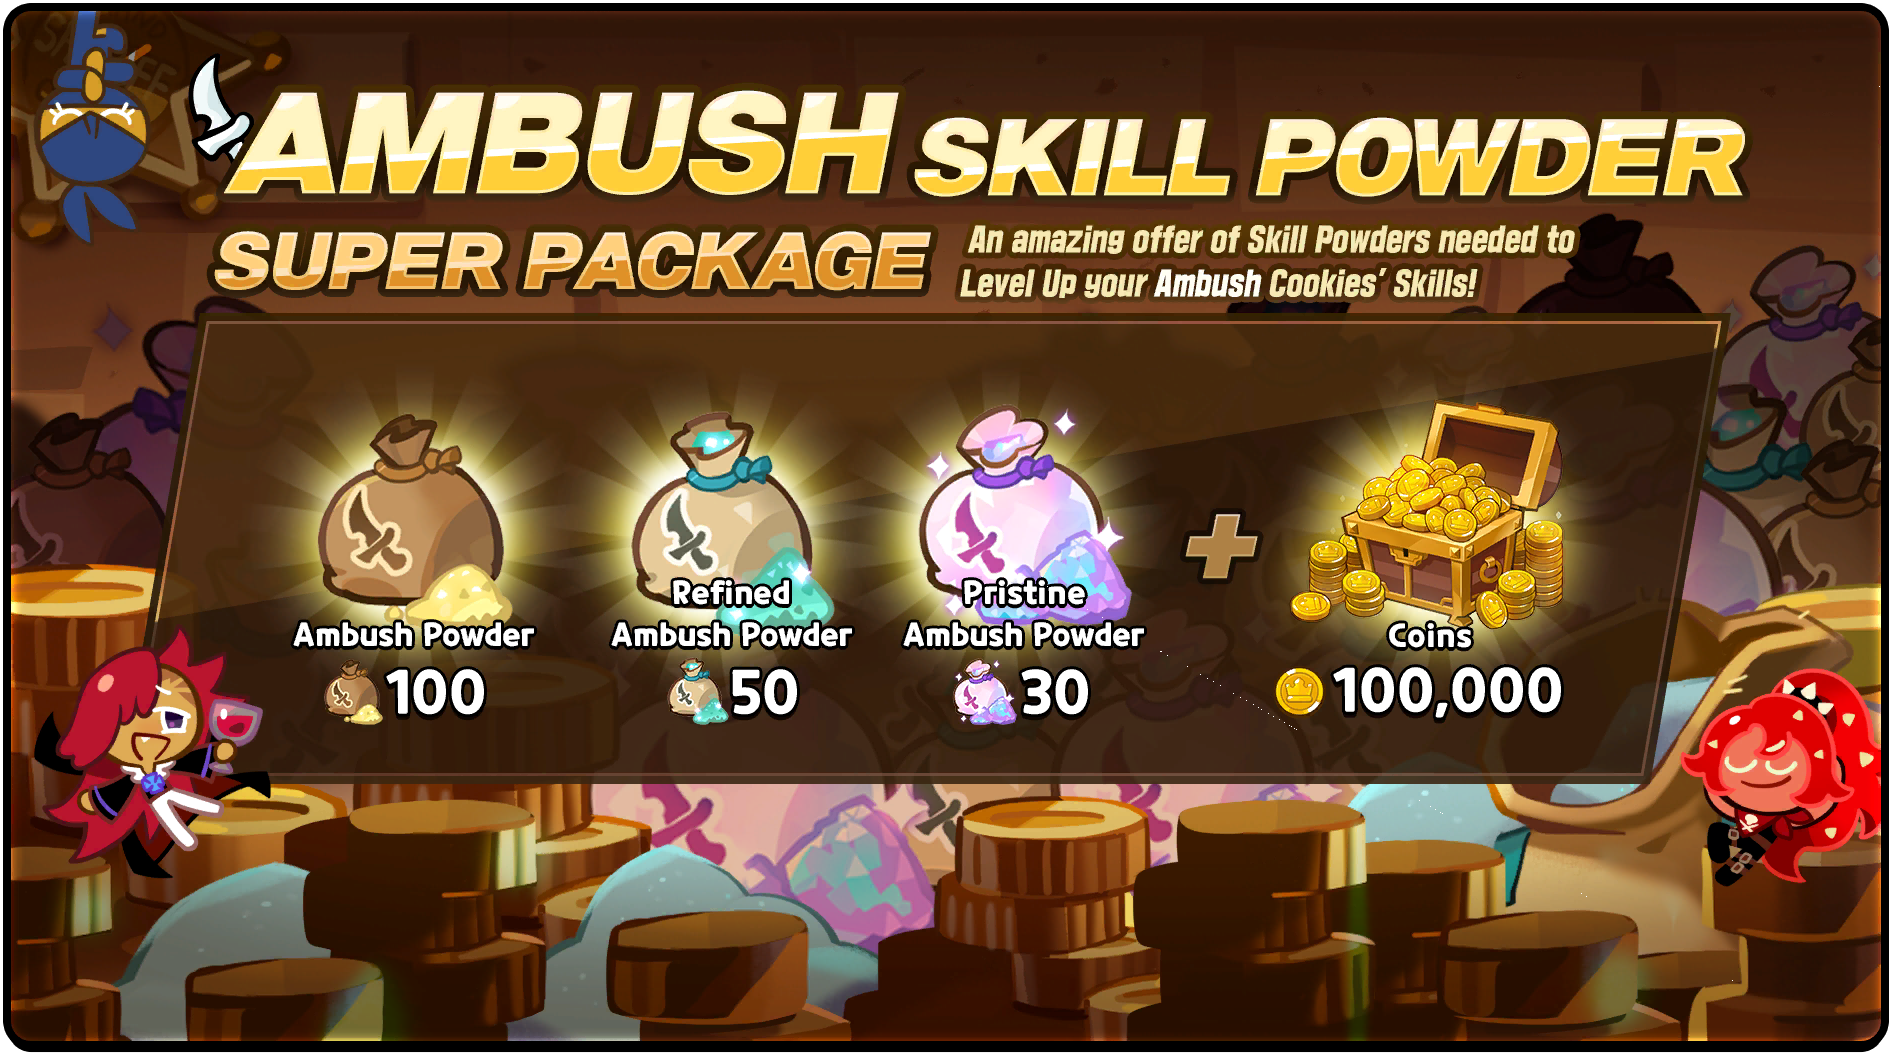 AMBUSH SKILL POWDER
SUPER PACKAGE
An amazing offer of Skill Powders needed to
Level Up your Ambush Cookies' Skills!
Ambush Powder
100
Refined
Ambush Powder
50
Pristine
Ambush Powder
30
Coins
100,000